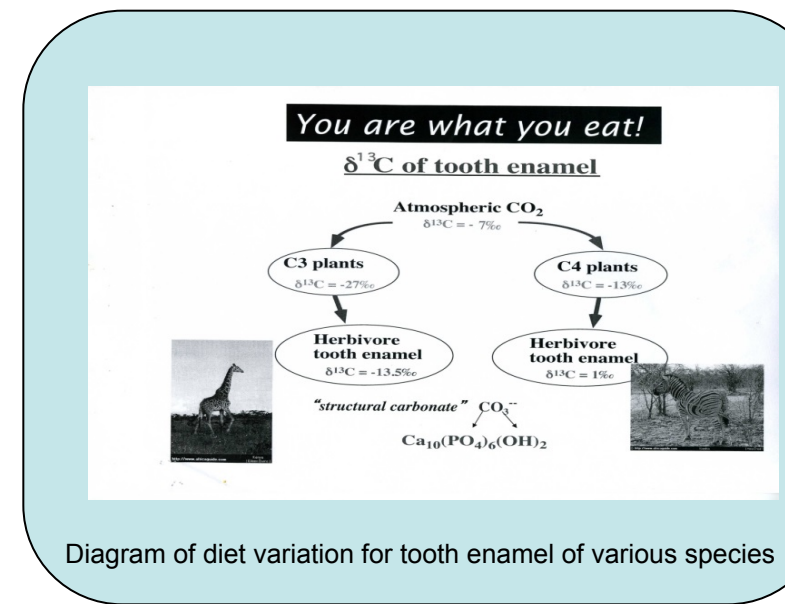 You are what you eat!
δ¹³C of tooth enamel
Atmospheric CO₂
δ¹³C = - 7‰
C3 plants
δ¹³C = -27‰
C4 plants
δ¹³C = -13‰
Herbivore
tooth enamel
δ¹³C = -13.5‰
Herbivore
tooth enamel
δ¹³C = 1‰
“structural carbonate” CO₃⁻⁻
Ca₁₀(PO₄)₆(OH)₂
Diagram of diet variation for tooth enamel of various species